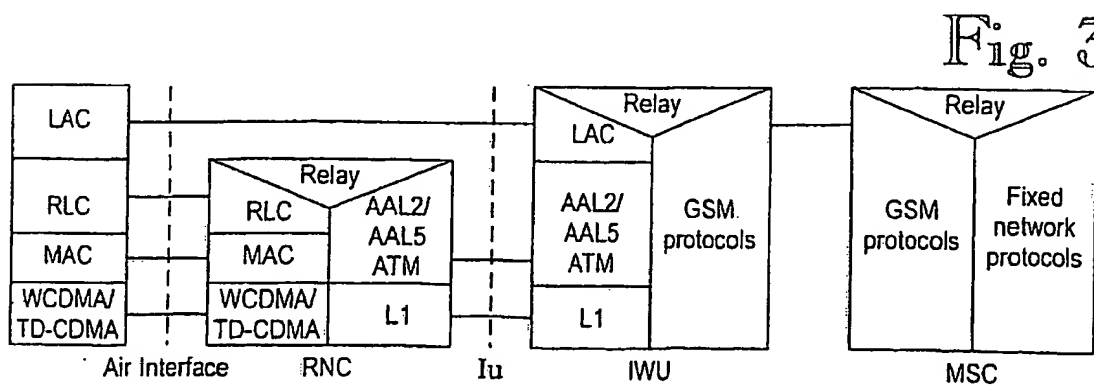 Fig. 3
LAC
RLC
MAC
WCDMA/
TD-CDMA
Air Interface
Relay
RLC
MAC
WCDMA/
TD-CDMA
AAL2/
AAL5
ATM
L1
RNC
Iu
Relay
LAC
AAL2/
AAL5
ATM
L1
GSM
protocols
IWU
Relay
GSM
protocols
Fixed
network
protocols
MSC